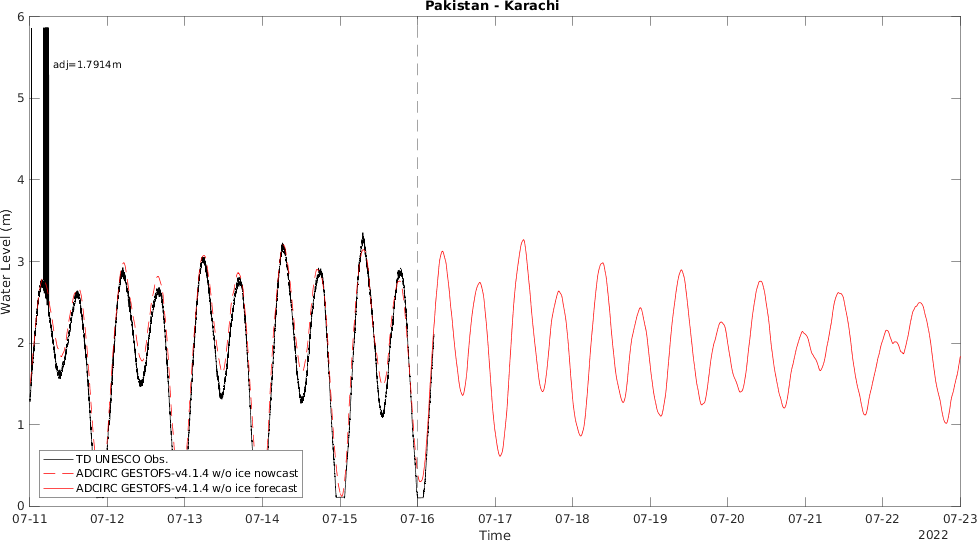 Pakistan - Karachi
6
5
4
3
2
1
0
Water Level (m)
adj=1.7914m
TD UNESCO Obs.
ADCIRC GESTOFS-v4.1.4 w/o ice nowcast
ADCIRC GESTOFS-v4.1.4 w/o ice forecast
07-11 07-12 07-13 07-14 07-15 07-16 07-17 07-18 07-19 07-20 07-21 07-22 07-23
Time
2022